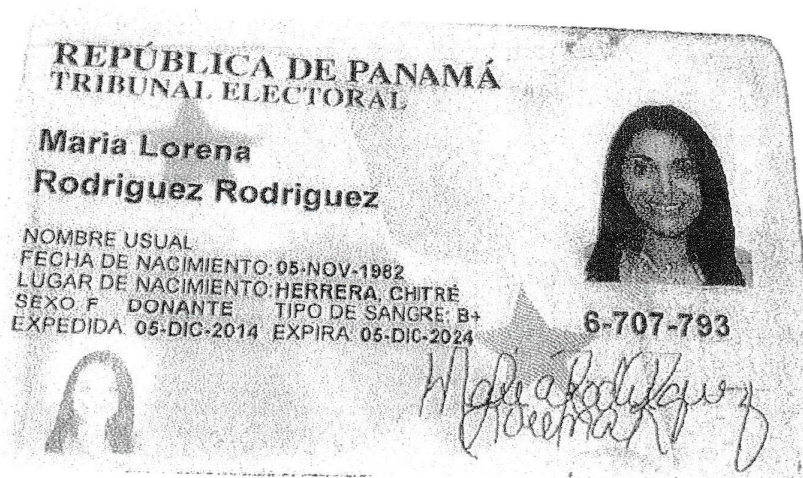 REPÚBLICA DE PANAMÁ
TRIBUNAL ELECTORAL
Maria Lorena
Rodriguez Rodriguez
NOMBRE USUAL
FECHA DE NACIMIENTO: 05-NOV-1982
LUGAR DE NACIMIENTO: HERRERA, CHITRÉ
SEXO F DONANTE TIPO DE SANGRE: B+
EXPEDIDA: 05-DIC-2014 EXPIRA: 05-DIC-2024
6-707-793